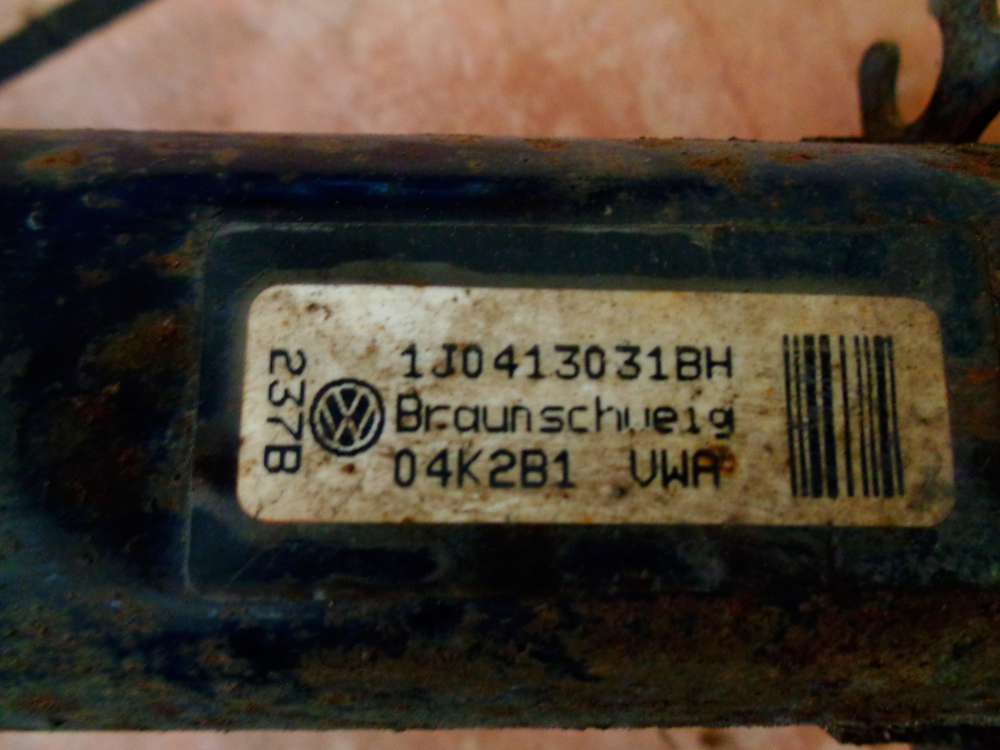 237B
1J0413031BH
Braunschweig
04K2B1 VWA